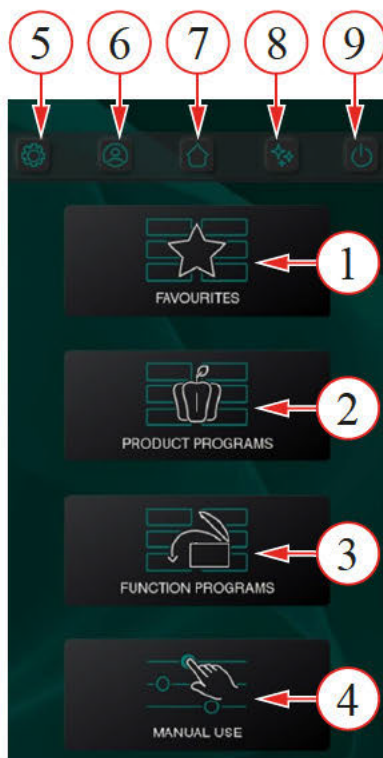 5 6 7 8 9
1
FAVOURITES
2
PRODUCT PROGRAMS
3
FUNCTION PROGRAMS
4
MANUAL USE